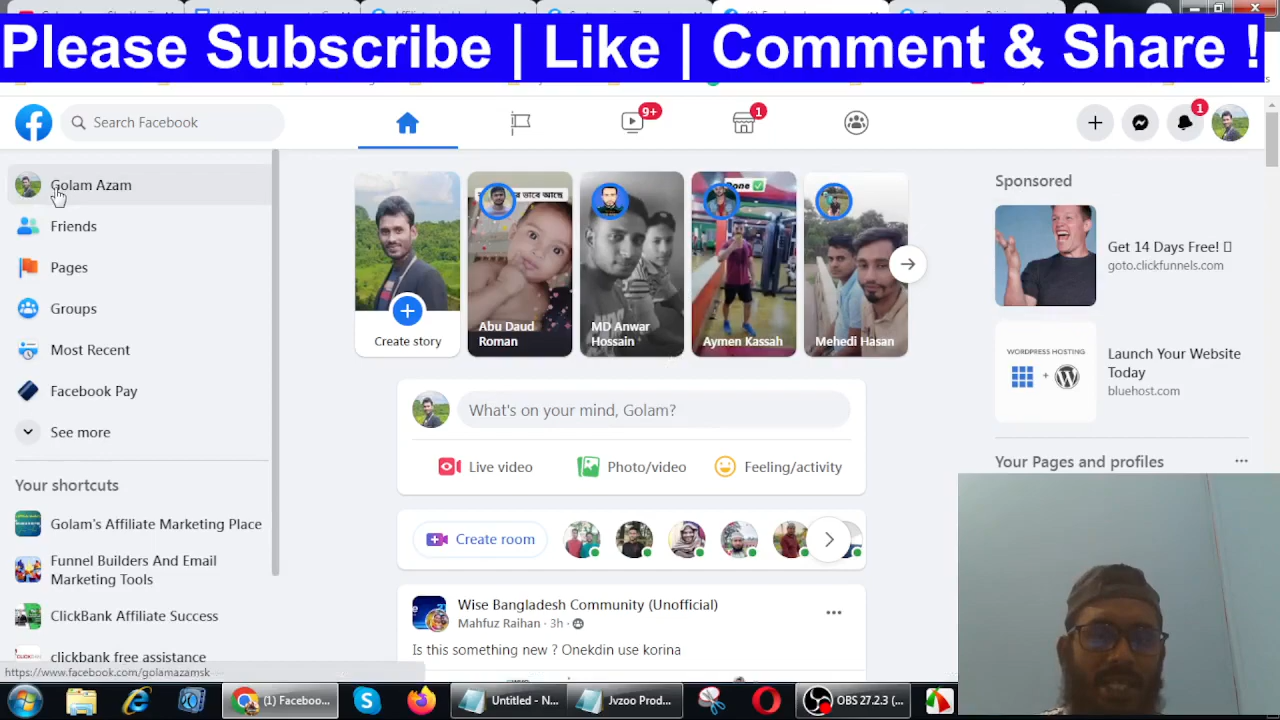 Please Subscribe | Like | Comment & Share !
Search Facebook
9+
1
1
Golam Azam
Friends
Pages
Groups
Most Recent
Facebook Pay
See more
Your shortcuts
Golam's Affiliate Marketing Place
Funnel Builders And Email
Marketing Tools
ClickBank Affiliate Success
clickbank free assistance
https://www.facebook.com/golamazamsk
Create story
Abu Daud
Roman
MD Anwar
Hossain
Done
Aymen Kassah
Mehedi Hasan
What's on your mind, Golam?
Live video
Photo/video
Feeling/activity
Create room
Wise Bangladesh Community (Unofficial)
Mahfuz Raihan · 3h ·
Is this something new ? Onekdin use korina
Sponsored
Get 14 Days Free!
goto.clickfunnels.com
WORDPRESS HOSTING
Launch Your Website
Today
bluehost.com
Your Pages and profiles
(1) Faceboo...
Untitled - N...
Jvzoo Prod...
OBS 27.2.3 (...